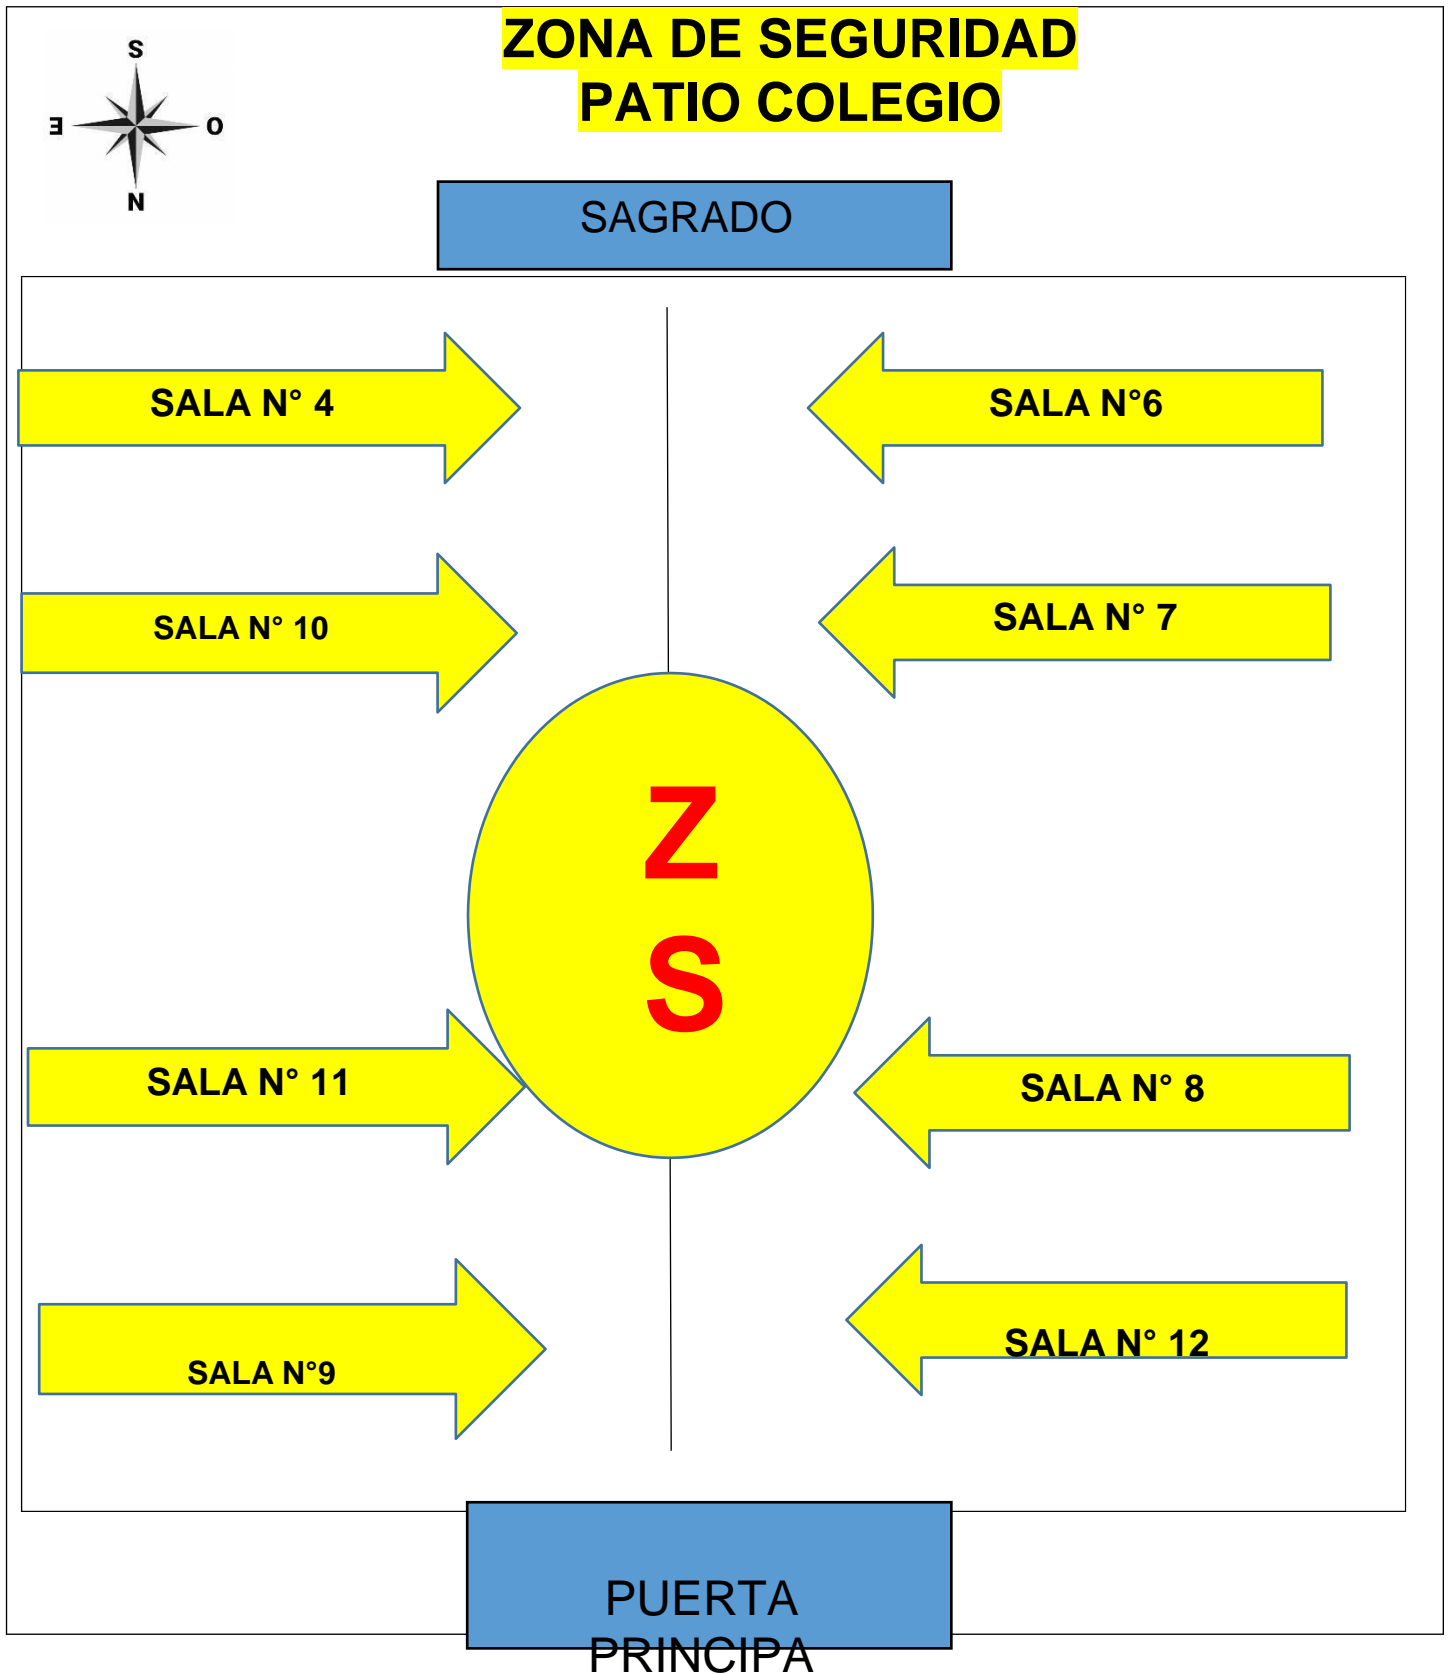 ZONA DE SEGURIDAD
PATIO COLEGIO
S
E
O
N
SAGRADO
SALA N° 4
SALA N°6
SALA N° 10
SALA N° 7
Z
S
SALA N° 11
SALA N° 8
SALA N°9
SALA N° 12
PUERTA
PRINCIPA